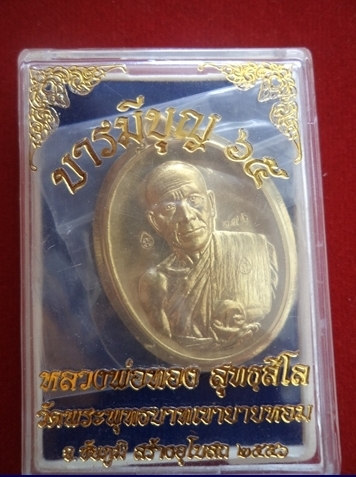 บารมีบุญ ๖๕
หลวงพ่อทอง สุทธสีโล
วัดพระพุทธบาทเขายายหอม
จ.ชัยภูมิ สร้างอุโบสถ ๒๕๕๖